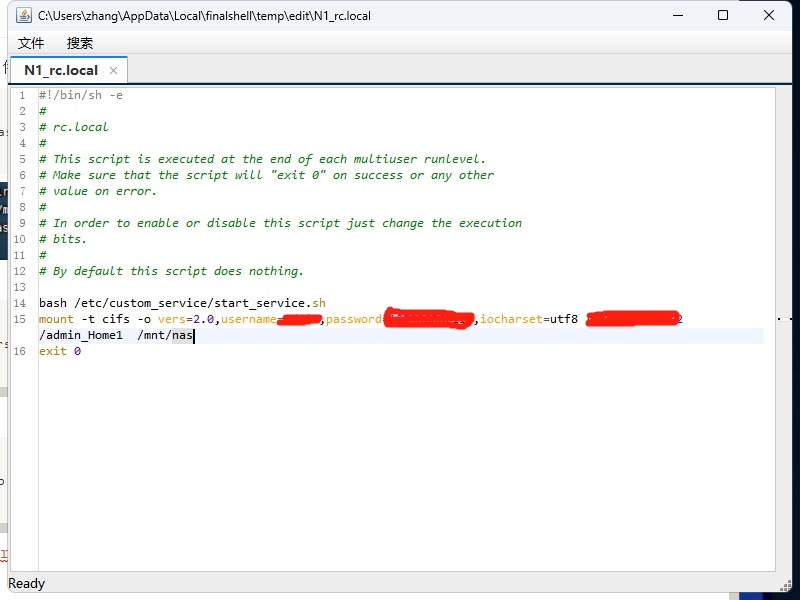 C:\Users\zhang\AppData\Local\finalshell\temp\edit\N1_rc.local
文件 搜索
N1_rc.local
1 #!/bin/sh -e
2 #
3 # rc.local
4 #
5 # This script is executed at the end of each multiuser runlevel.
6 # Make sure that the script will "exit 0" on success or any other
7 # value on error.
8 #
9 # In order to enable or disable this script just change the execution
10 # bits.
11 #
12 # By default this script does nothing.
13
14 bash /etc/custom_service/start_service.sh
15 mount -t cifs -o vers=2.0,username= ,password= ,iocharset=utf8 2
/admin_Home1 /mnt/nas
16 exit 0
Ready